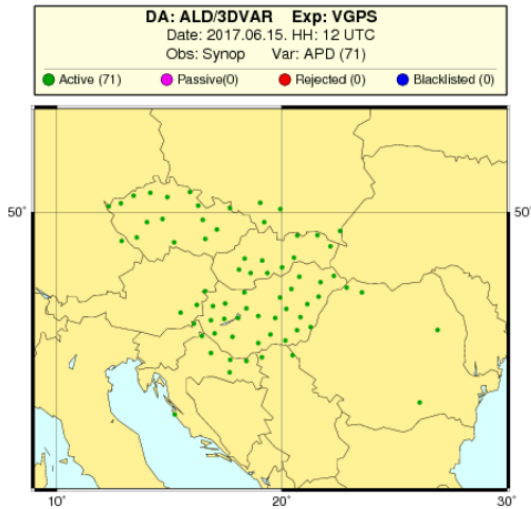 DA: ALD/3DVAR Exp: VGPS
Date: 2017.06.15. HH: 12 UTC
Obs: Synop Var: APD (71)
Active (71) Passive(0) Rejected (0) Blacklisted (0)
50° 50°
10° 20° 30°